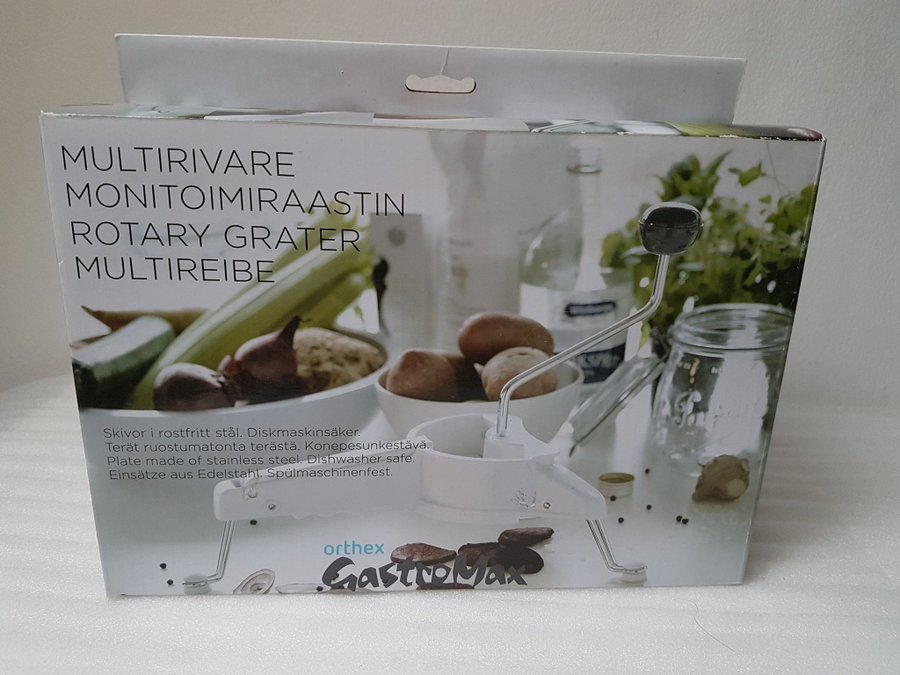 MULTIRIVARE
MONITOIMIRAASTIN
ROTARY GRATER
MULTIREIBE
Skivor i rostfritt stål. Diskmaskinsäker.
Terät ruostumatonta terästä. Konepesunkestävä.
Plate made of stainless steel. Dishwasher safe.
Einsätze aus Edelstahl. Spülmaschinenfest.
orthex
GastroMax